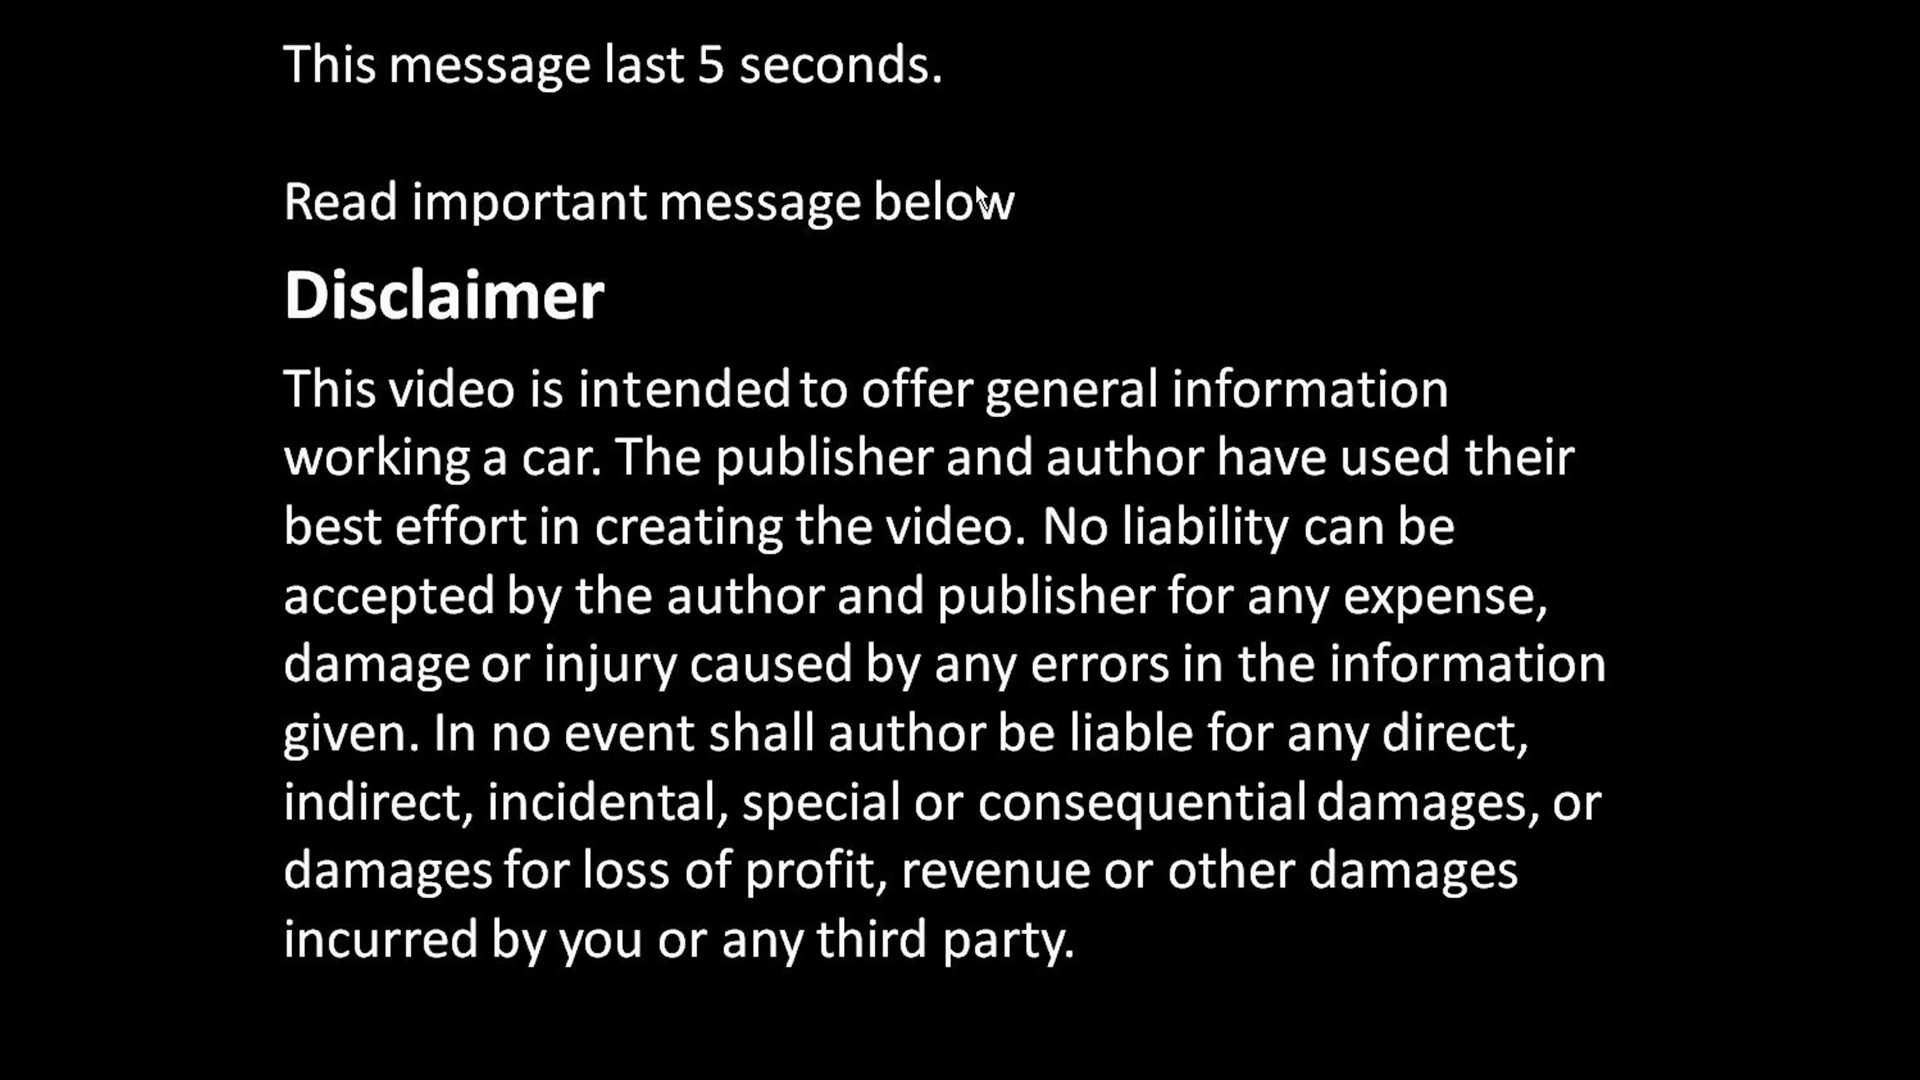 This message last 5 seconds.
Read important message below
Disclaimer
This video is intended to offer general information
working a car. The publisher and author have used their
best effort in creating the video. No liability can be
accepted by the author and publisher for any expense,
damage or injury caused by any errors in the information
given. In no event shall author be liable for any direct,
indirect, incidental, special or consequential damages, or
damages for loss of profit, revenue or other damages
incurred by you or any third party.